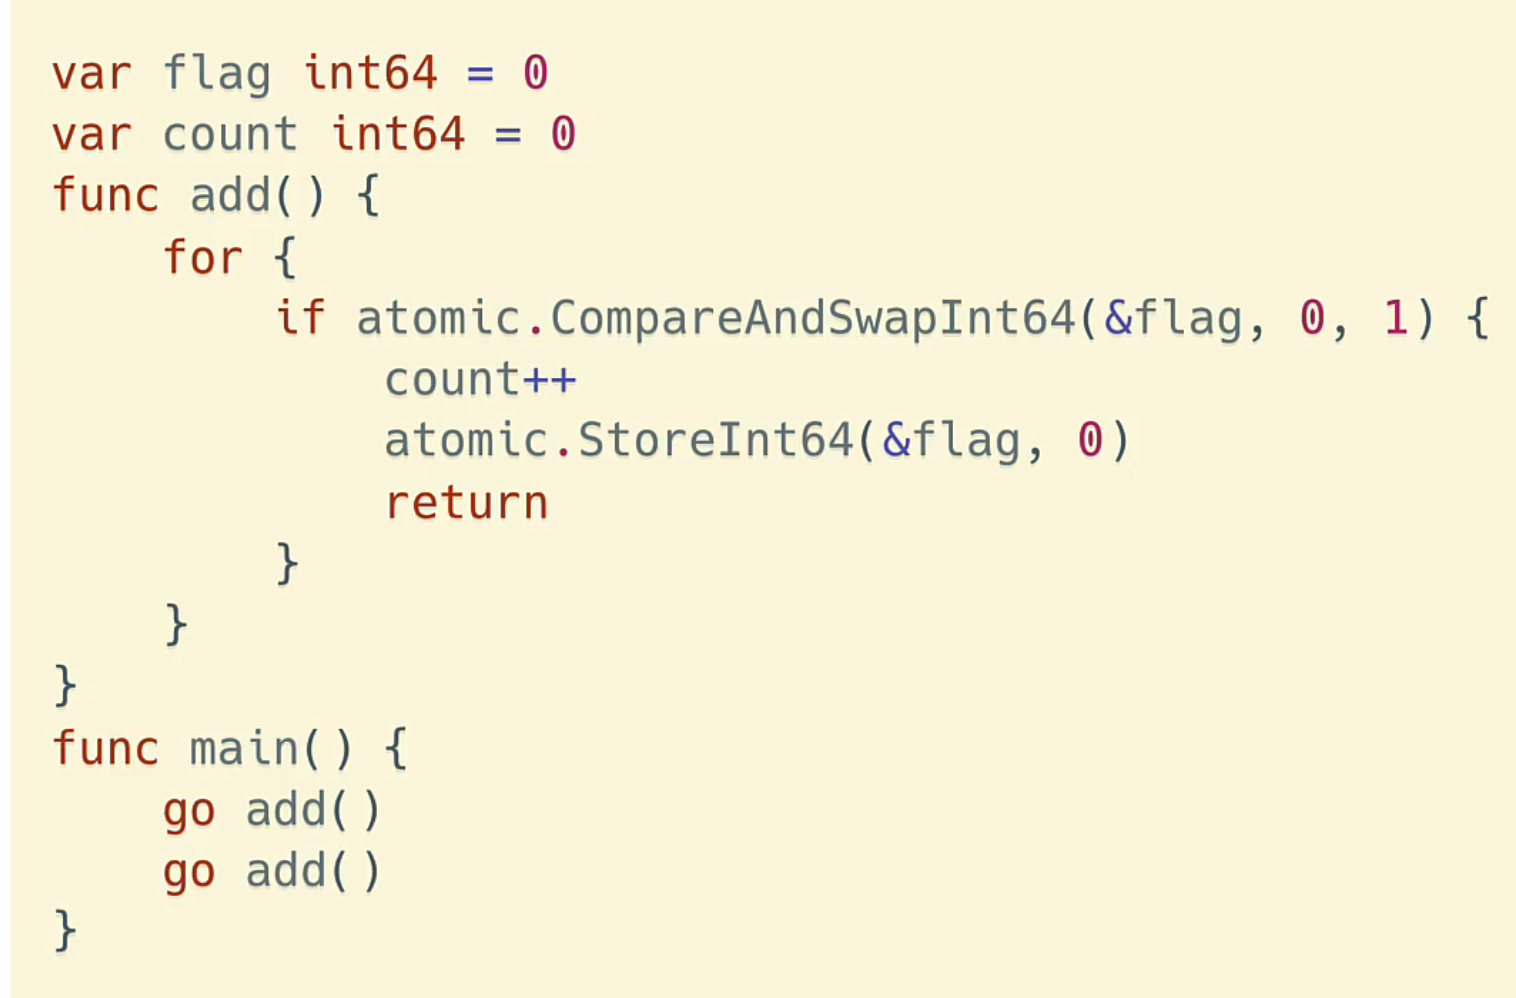 var flag int64 = 0
var count int64 = 0
func add() {
    for {
        if atomic.CompareAndSwapInt64(&flag, 0, 1) {
            count++
            atomic.StoreInt64(&flag, 0)
            return
        }
    }
}
func main() {
    go add()
    go add()
}